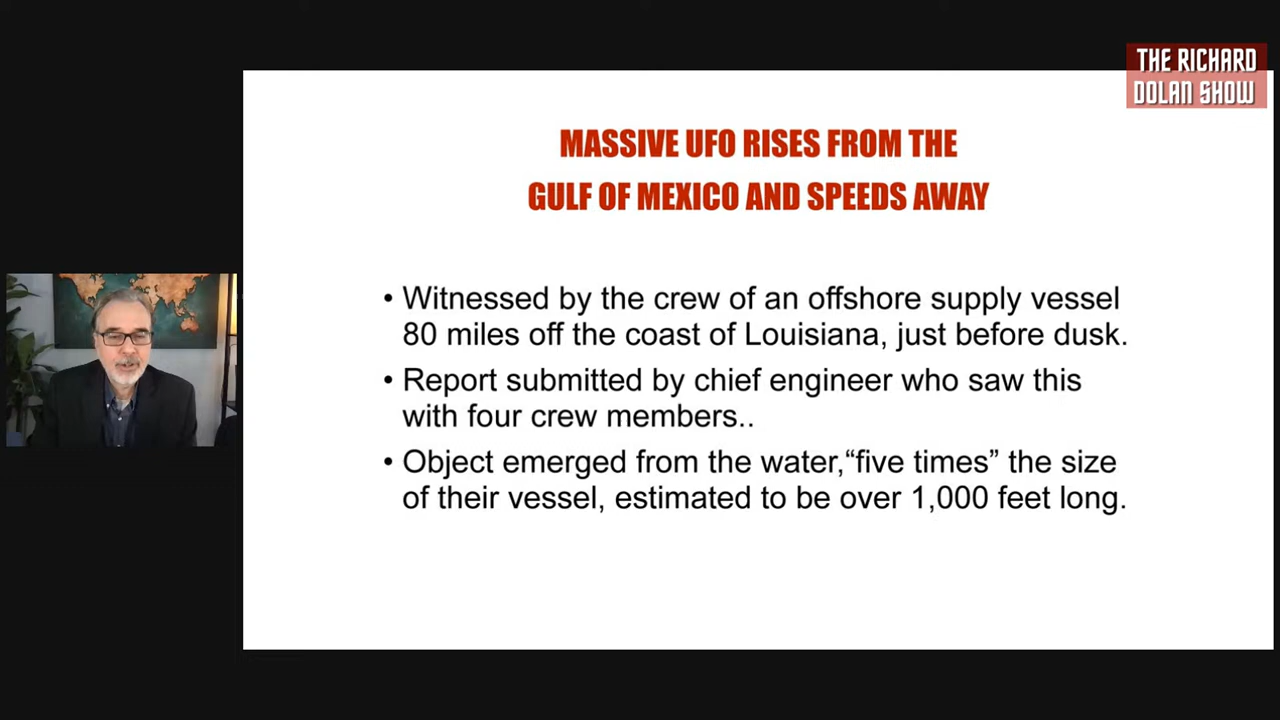 THE RICHARD
DOLAN SHOW
MASSIVE UFO RISES FROM THE
GULF OF MEXICO AND SPEEDS AWAY
• Witnessed by the crew of an offshore supply vessel
80 miles off the coast of Louisiana, just before dusk.
• Report submitted by chief engineer who saw this
with four crew members..
• Object emerged from the water,“five times” the size
of their vessel, estimated to be over 1,000 feet long.